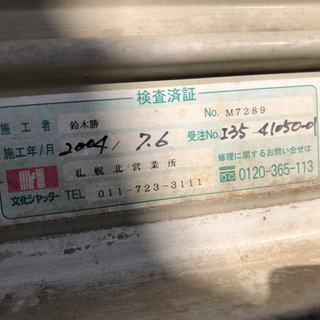 検査済証
No. M7289
施工者 鈴木勝
施工年/月 2004, 7.6 受注No. I35 41050-01
札幌北営業所
修理に関するお問い合せは
文化シヤッター TEL 011-723-3111 0120-365-113